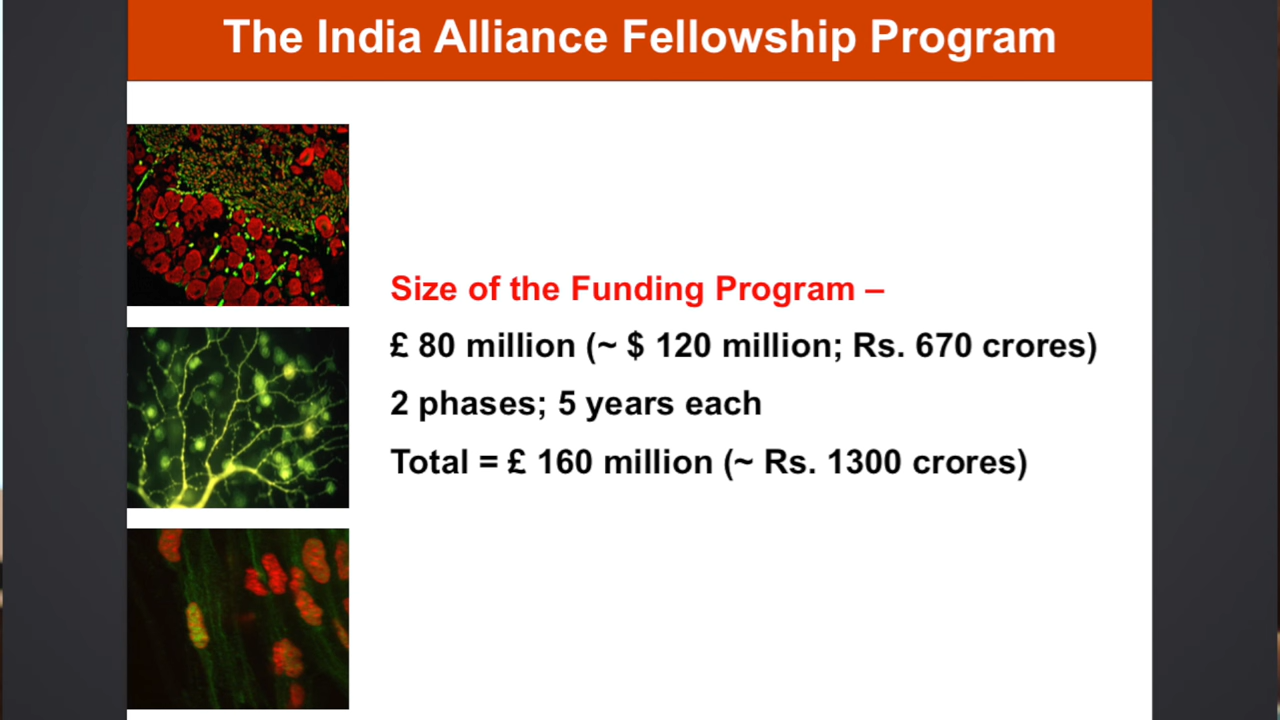 The India Alliance Fellowship Program
Size of the Funding Program –
£ 80 million (~ $ 120 million; Rs. 670 crores)
2 phases; 5 years each
Total = £ 160 million (~ Rs. 1300 crores)